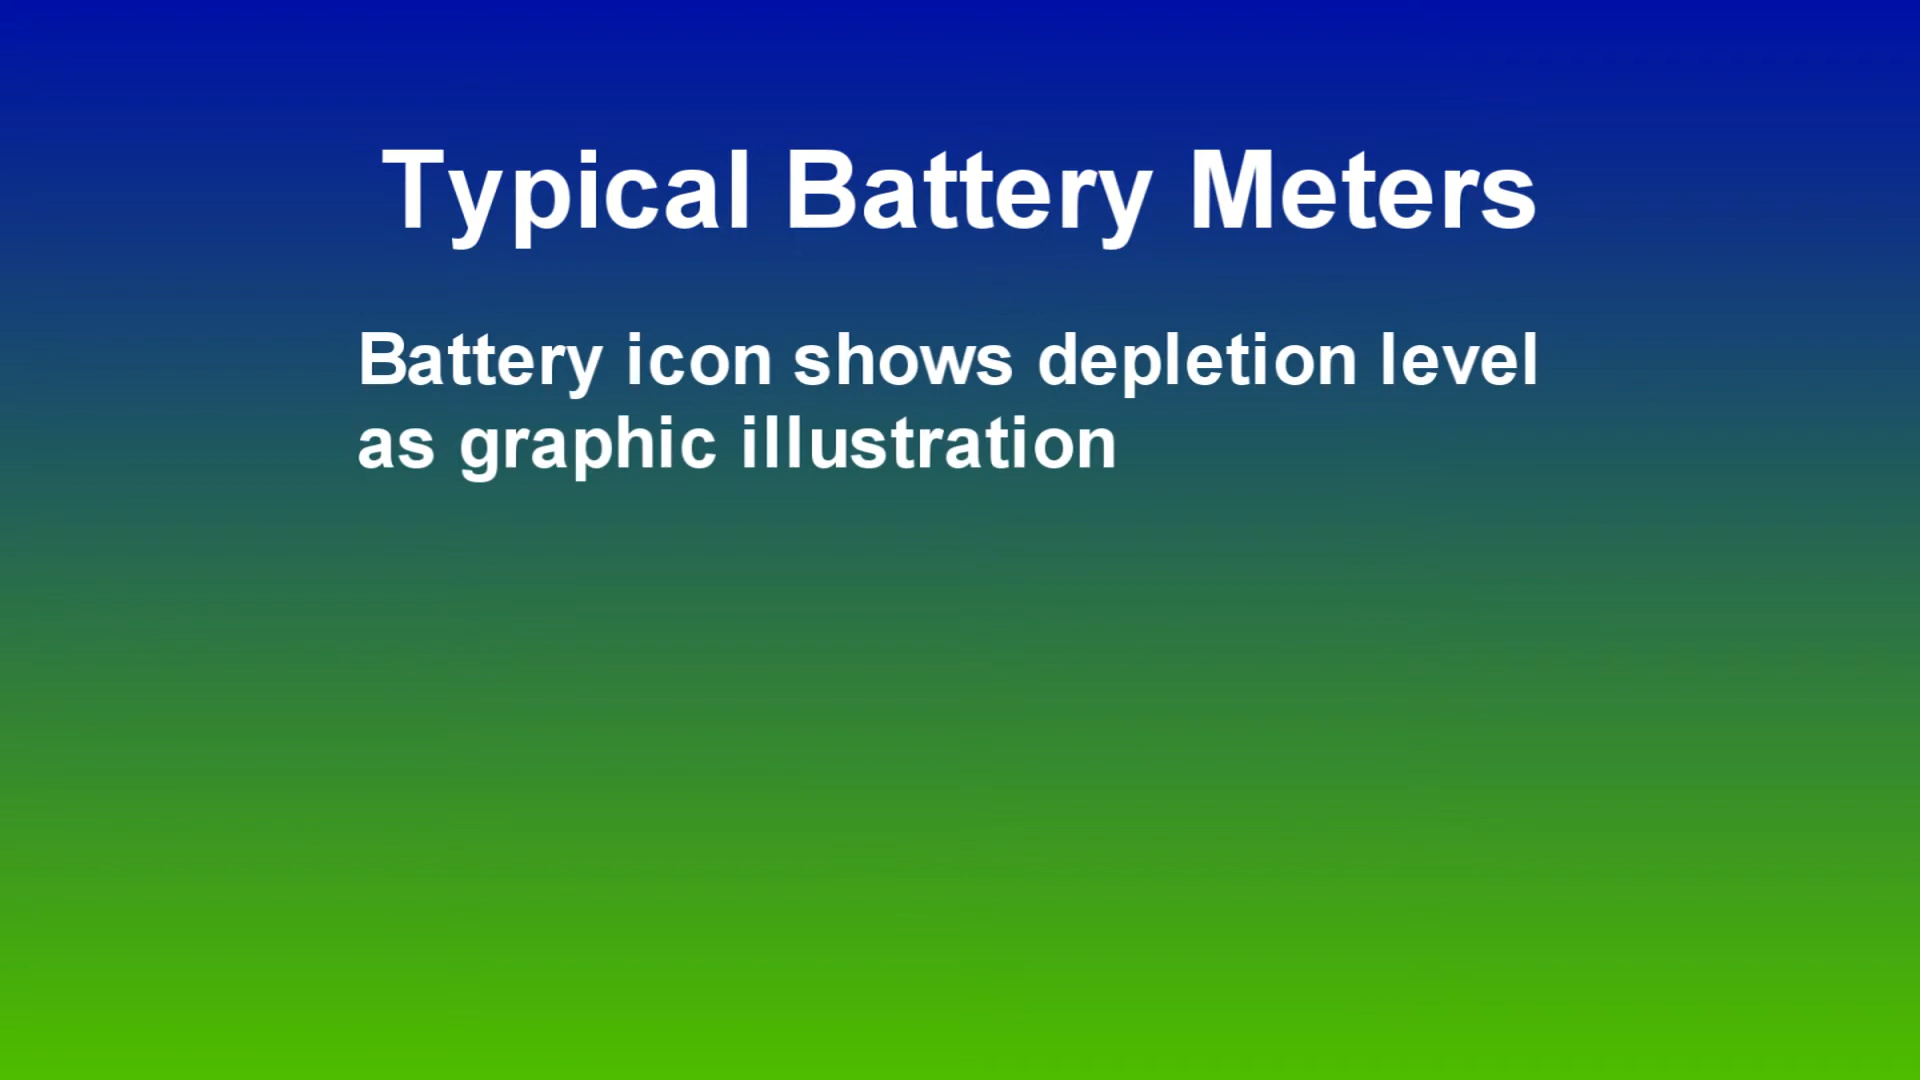 Typical Battery Meters
Battery icon shows depletion level
as graphic illustration